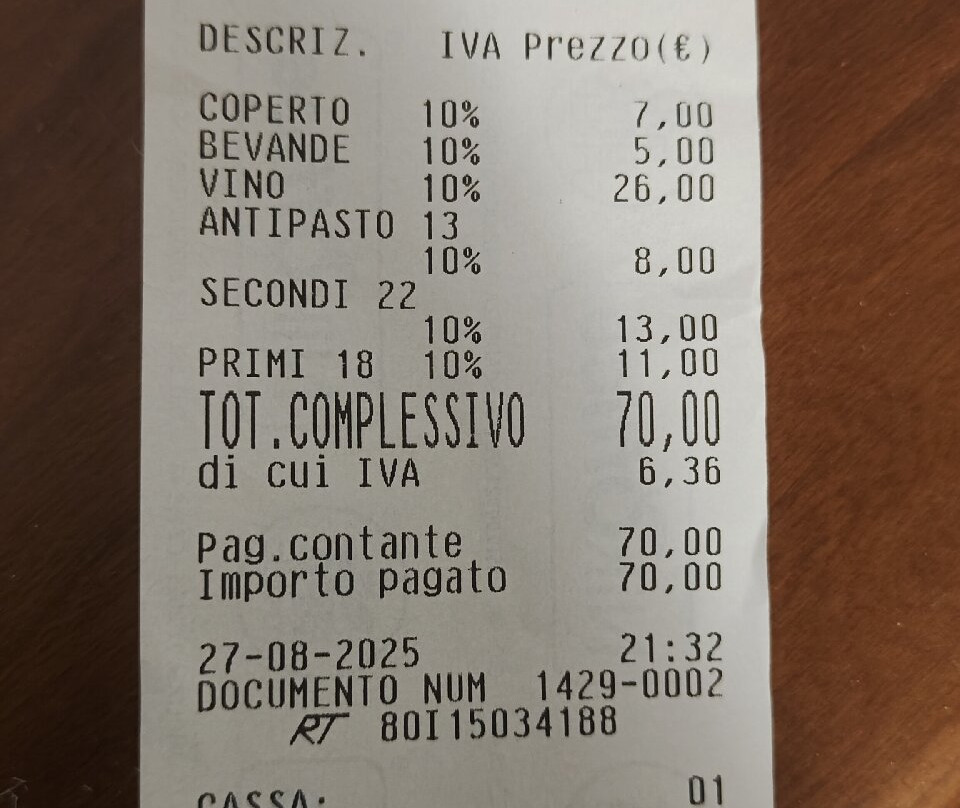 DESCRIZ. IVA Prezzo(€)
COPERTO 10% 7,00
BEVANDE 10% 5,00
VINO 10% 26,00
ANTIPASTO 13
10% 8,00
SECONDI 22
10% 13,00
PRIMI 18 10% 11,00
TOT.COMPLESSIVO 70,00
di cui IVA 6,36
Pag.contante 70,00
Importo pagato 70,00
27-08-2025 21:32
DOCUMENTO NUM 1429-0002
RT 80I15034188
CASSA: 01